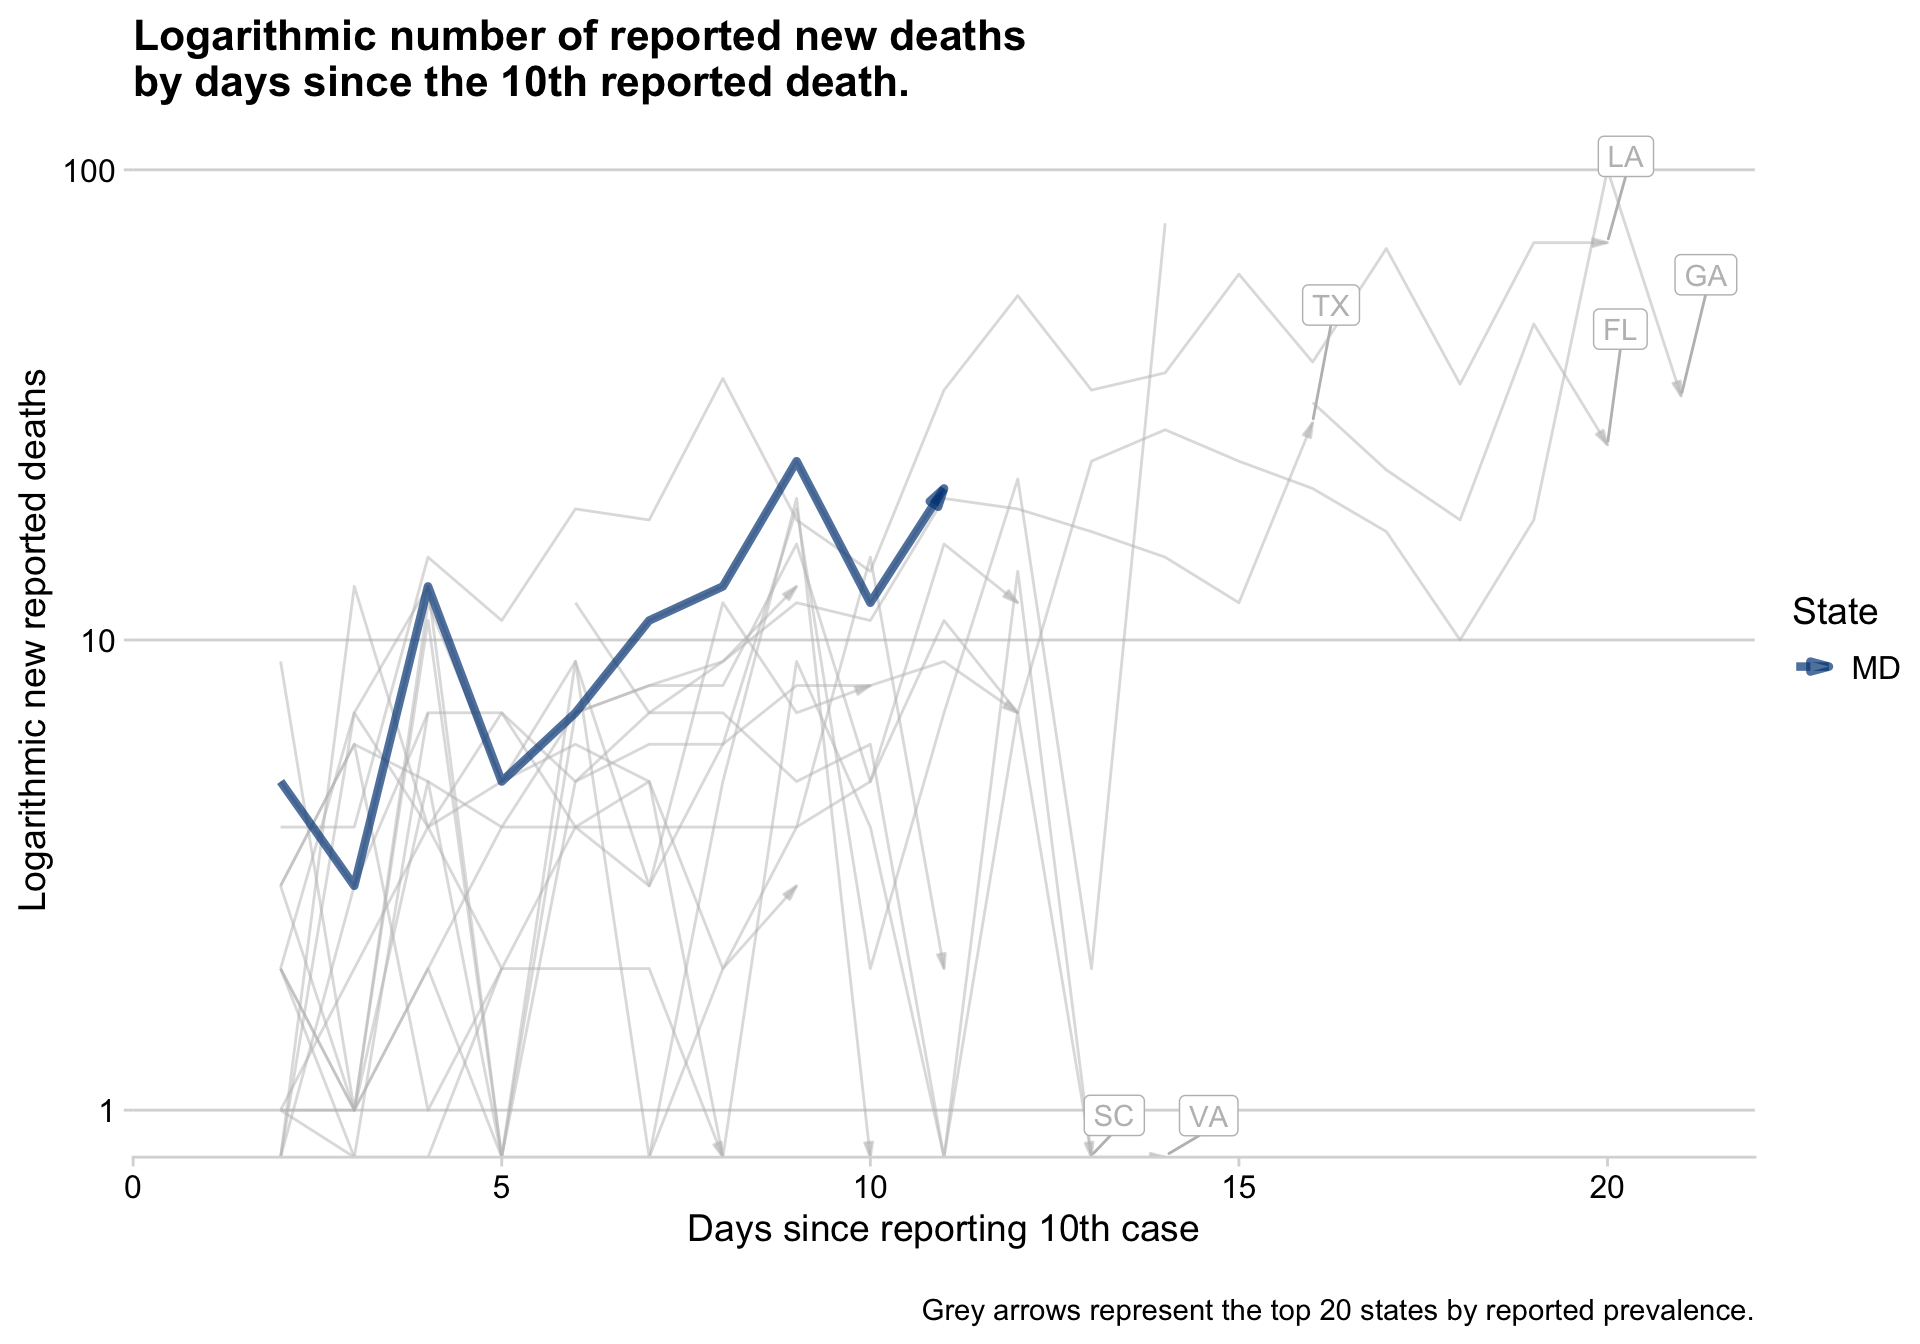 Logarithmic number of reported new deaths
by days since the 10th reported death.
Logarithmic new reported deaths
100
10
1
LA
GA
TX
FL
SC
VA
State
MD
0
5
10
15
20
Days since reporting 10th case
Grey arrows represent the top 20 states by reported prevalence.